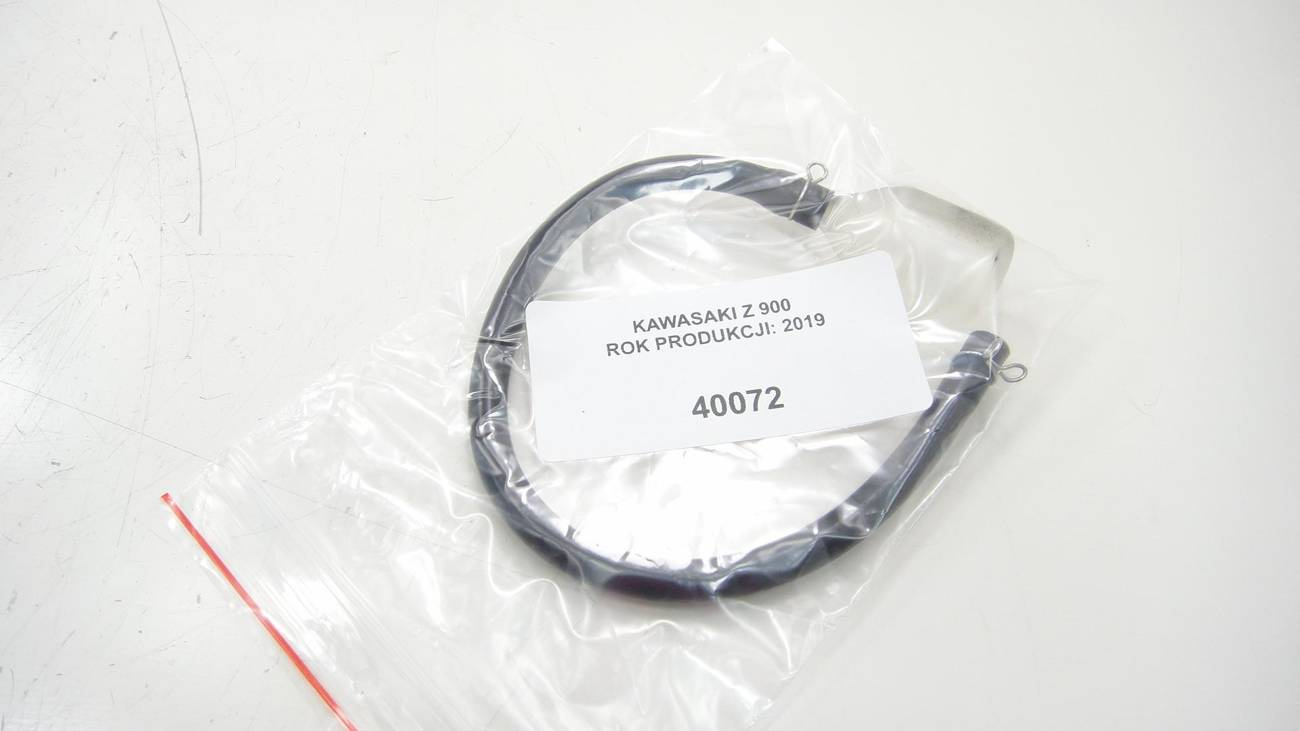 KAWASAKI Z 900
ROK PRODUKCJI: 2019
40072